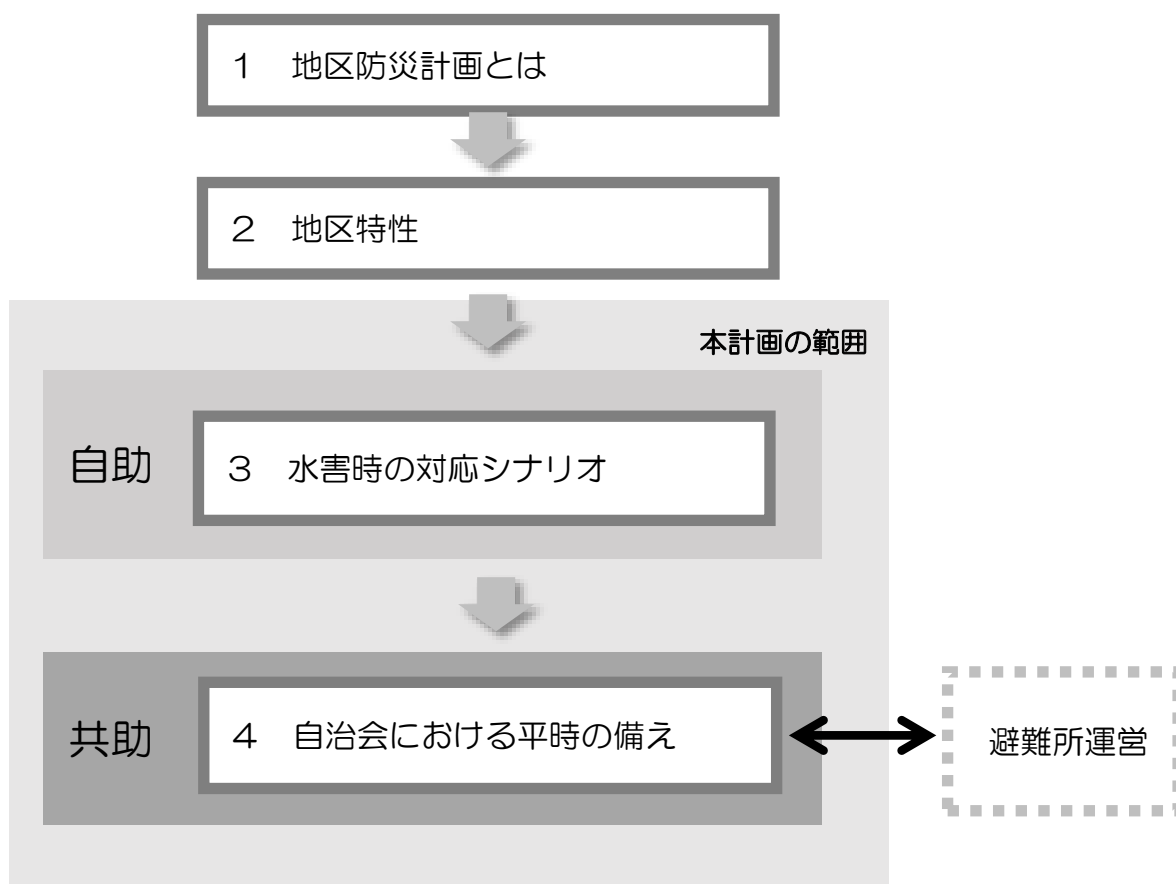 １　地区防災計画とは
２　地区特性
本計画の範囲
自助
３　水害時の対応シナリオ
共助
４　自治会における平時の備え
避難所運営